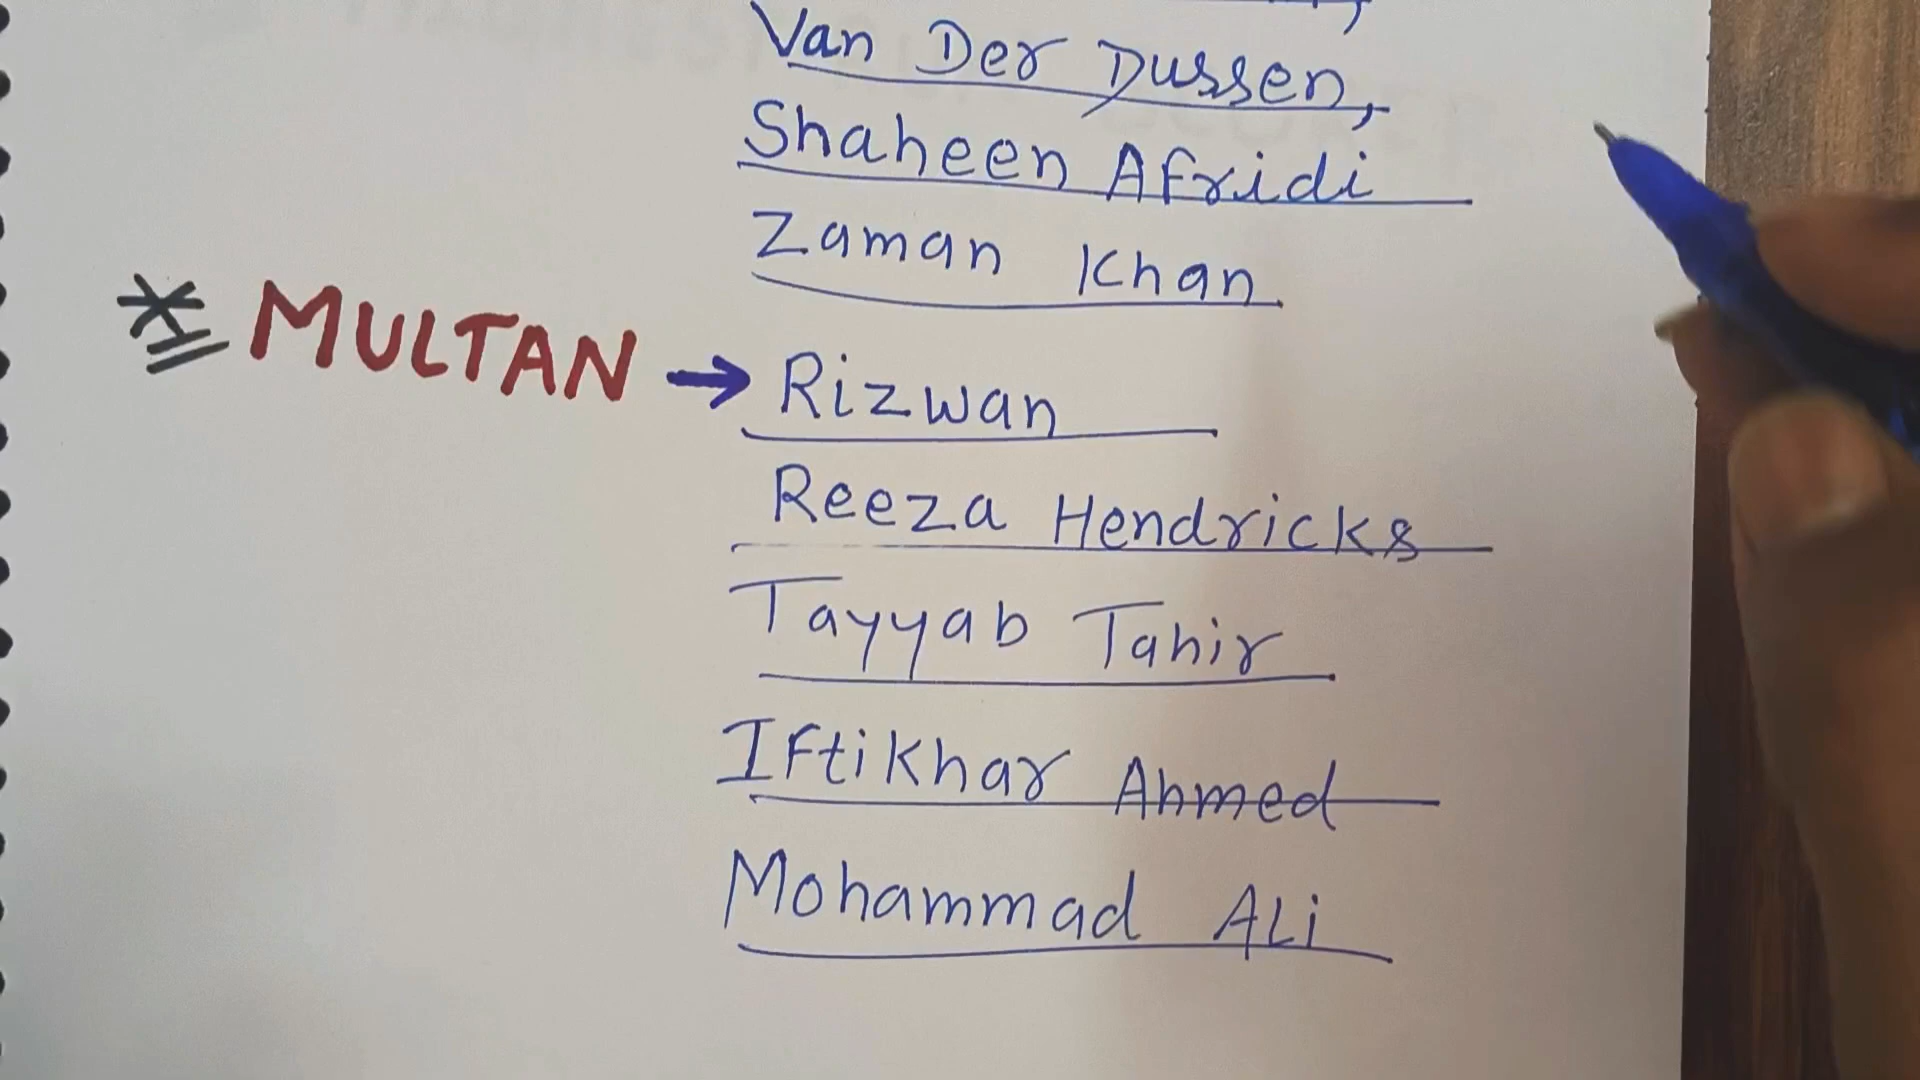 Van Der Dussen,
Shaheen Afridi
Zaman Khan
* MULTAN → Rizwan
Reeza Hendricks
Tayyab Tahir
Iftikhar Ahmed
Mohammad ALi